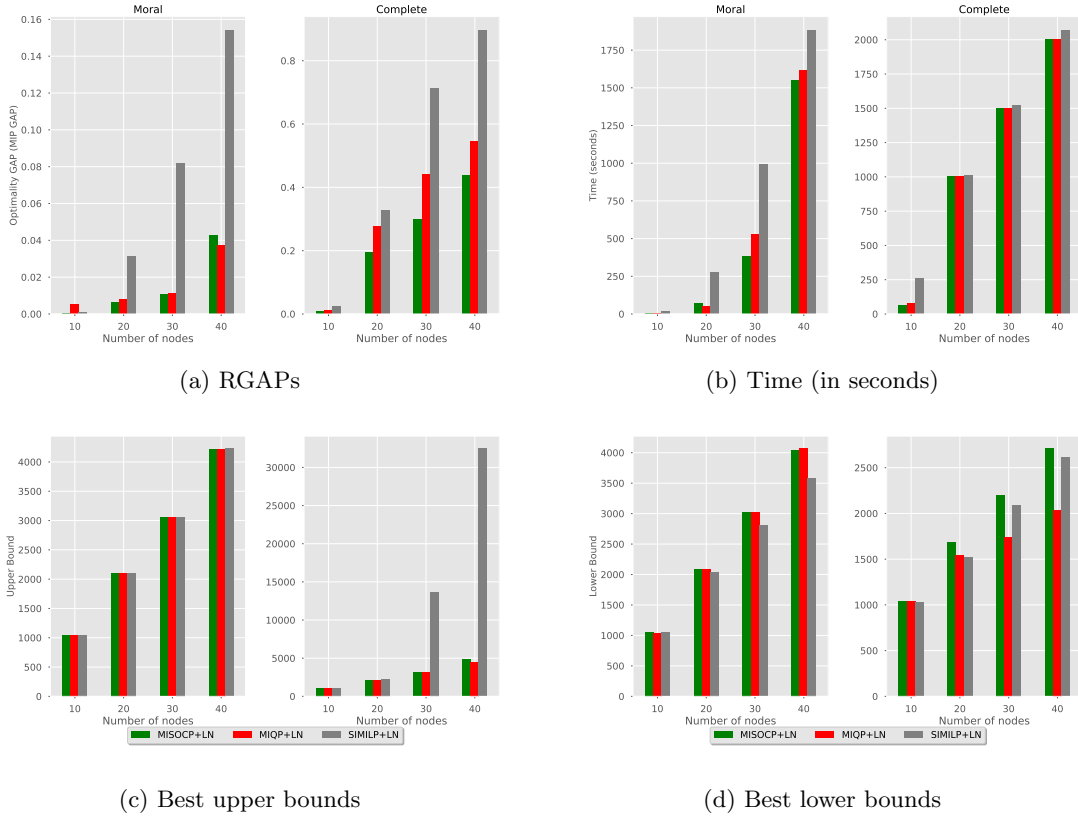 Moral
Complete
Optimality GAP (MIP GAP)
0.16
0.14
0.12
0.10
0.08
0.06
0.04
0.02
0.00
0.8
0.6
0.4
0.2
0.0
10 20 30 40
10 20 30 40
Number of nodes
Number of nodes
(a) RGAPs
Moral
Complete
Time (seconds)
1750
1500
1250
1000
750
500
250
0
2000
1750
1500
1250
1000
750
500
250
0
10 20 30 40
10 20 30 40
Number of nodes
Number of nodes
(b) Time (in seconds)
Upper Bound
4000
3500
3000
2500
2000
1500
1000
500
0
30000
25000
20000
15000
10000
5000
0
10 20 30 40
10 20 30 40
Number of nodes
Number of nodes
MISOCP+LN MIQP+LN SIMILP+LN
(c) Best upper bounds
Lower Bound
4000
3500
3000
2500
2000
1500
1000
500
0
2500
2000
1500
1000
500
0
10 20 30 40
10 20 30 40
Number of nodes
Number of nodes
MISOCP+LN MIQP+LN SIMILP+LN
(d) Best lower bounds